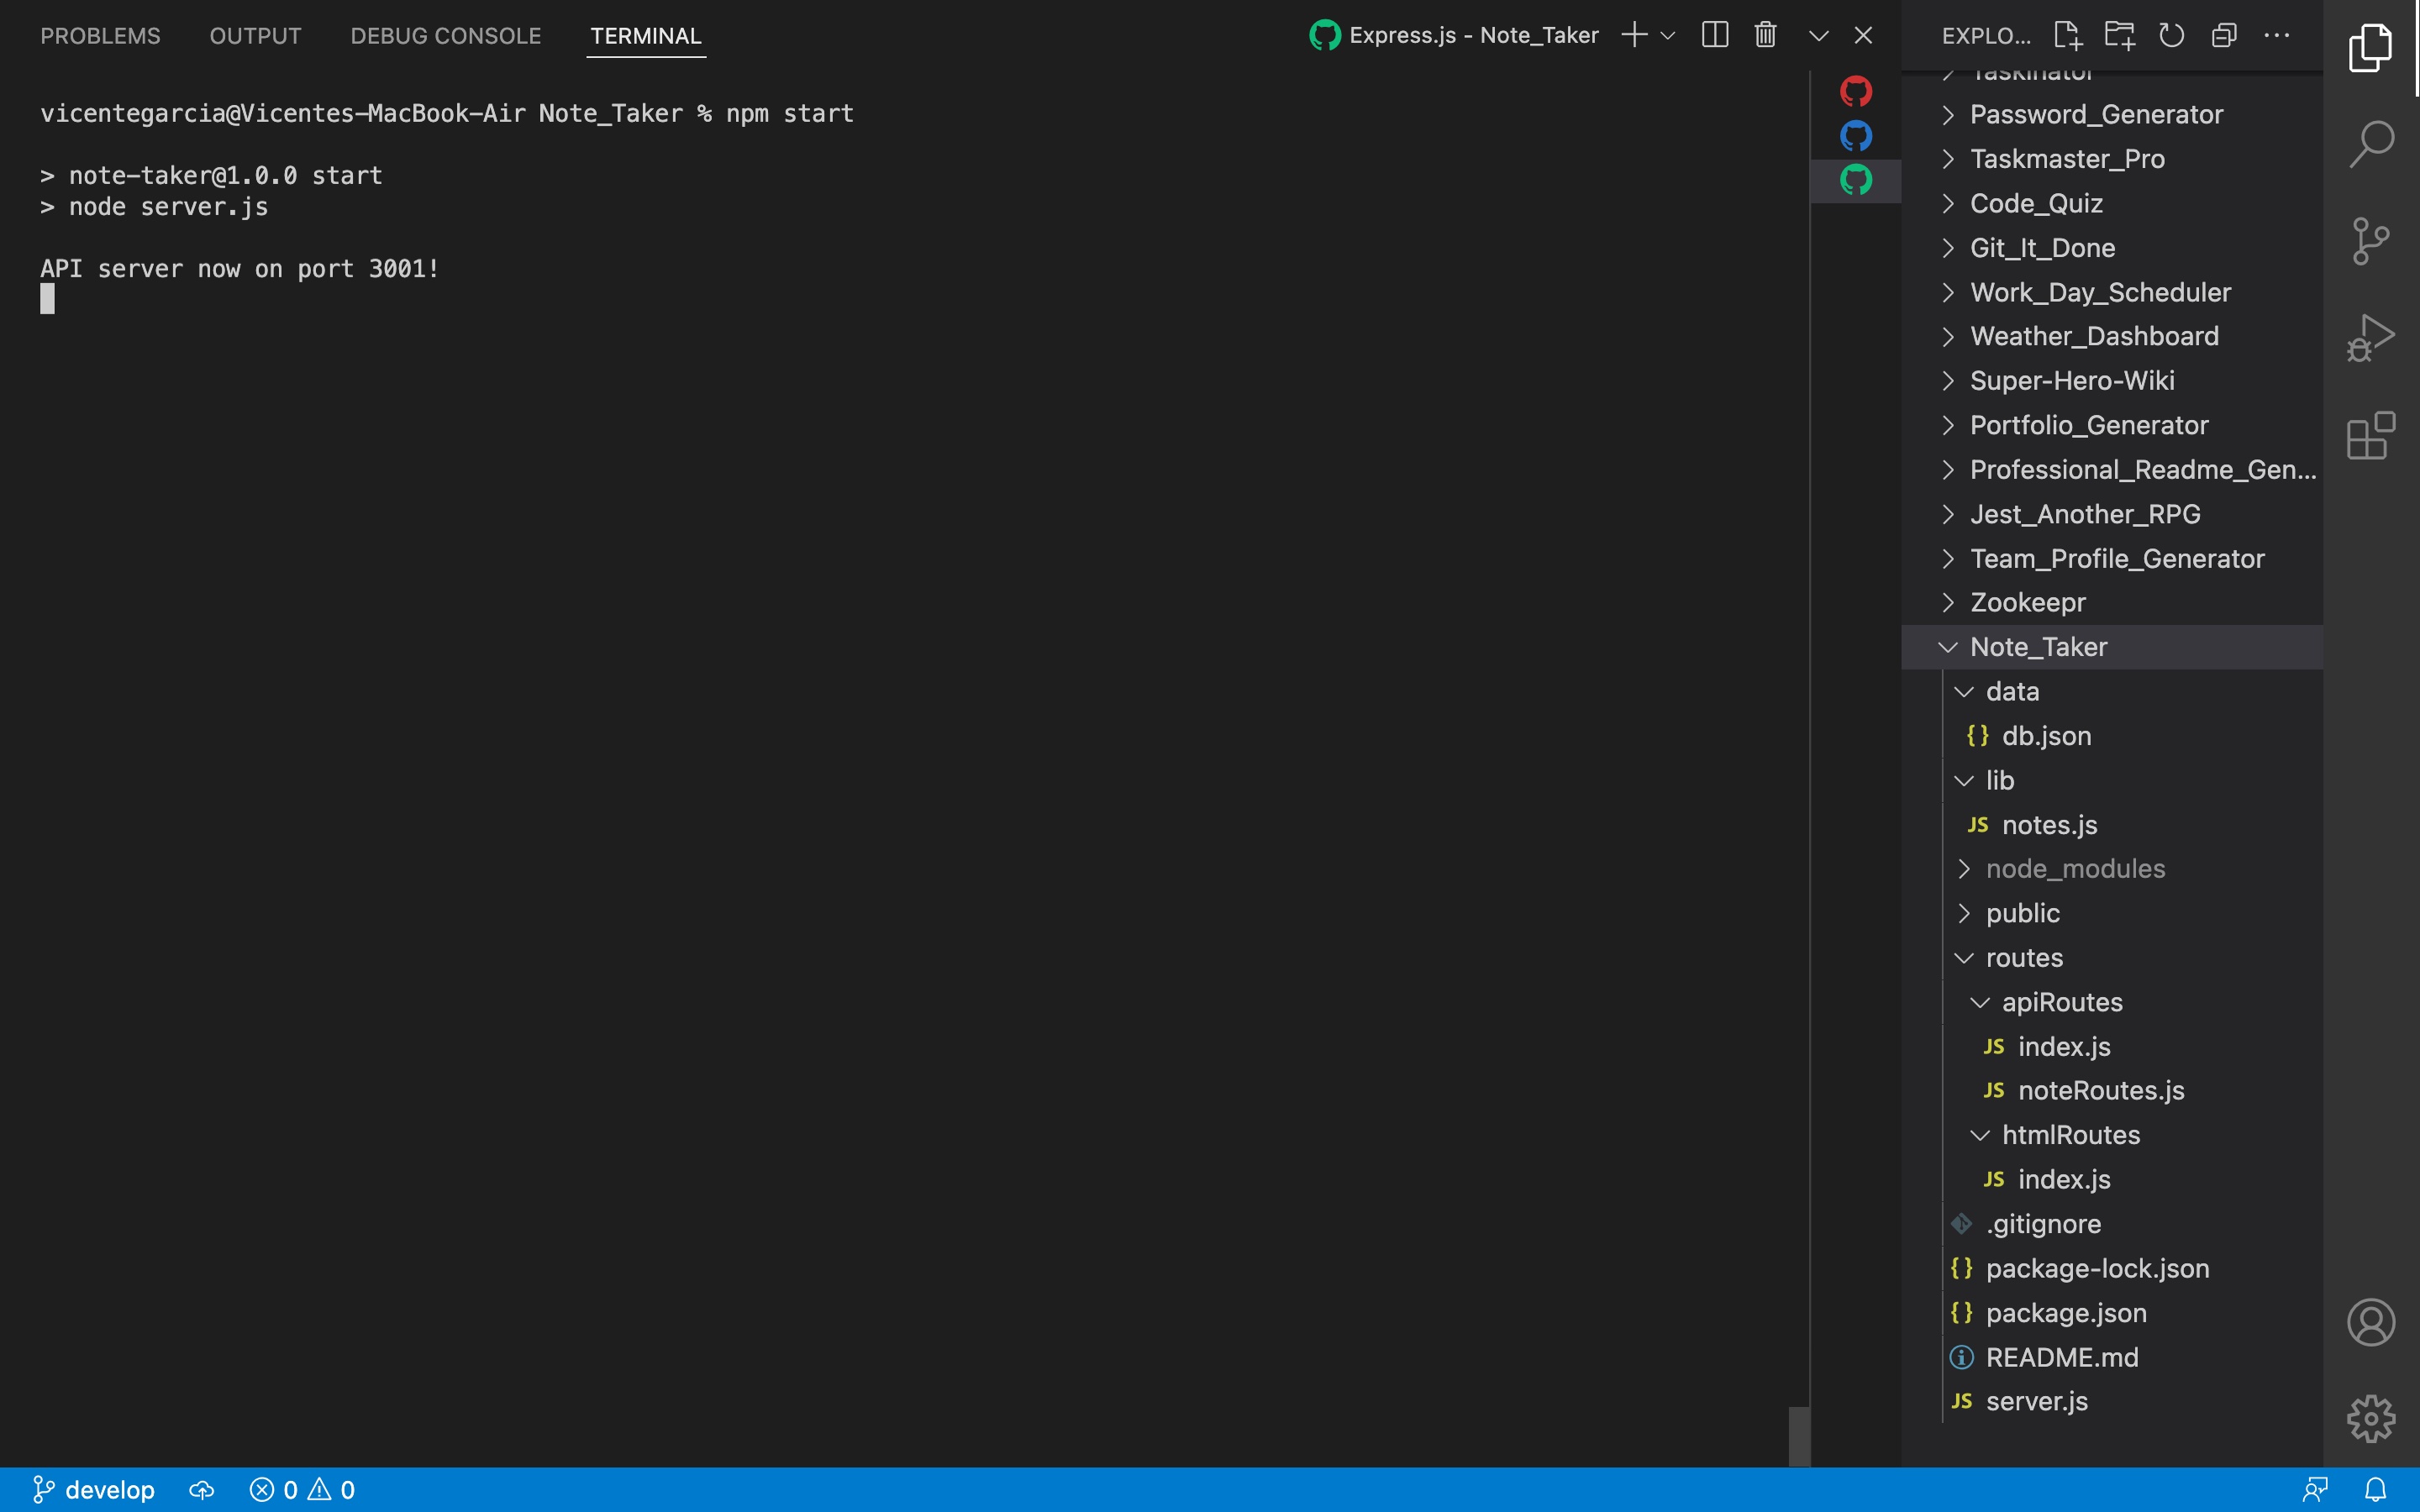 PROBLEMS OUTPUT DEBUG CONSOLE TERMINAL
Express.js - Note_Taker
vicentegarcia@Vicentes-MacBook-Air Note_Taker % npm start
> note-taker@1.0.0 start
> node server.js
API server now on port 3001!
EXPLO...
Taskinator
Password_Generator
Taskmaster_Pro
Code_Quiz
Git_It_Done
Work_Day_Scheduler
Weather_Dashboard
Super-Hero-Wiki
Portfolio_Generator
Professional_Readme_Gen...
Jest_Another_RPG
Team_Profile_Generator
Zookeepr
Note_Taker
data
{} db.json
lib
JS notes.js
node_modules
public
routes
apiRoutes
JS index.js
JS noteRoutes.js
htmlRoutes
JS index.js
.gitignore
{} package-lock.json
{} package.json
README.md
JS server.js
develop 0 0